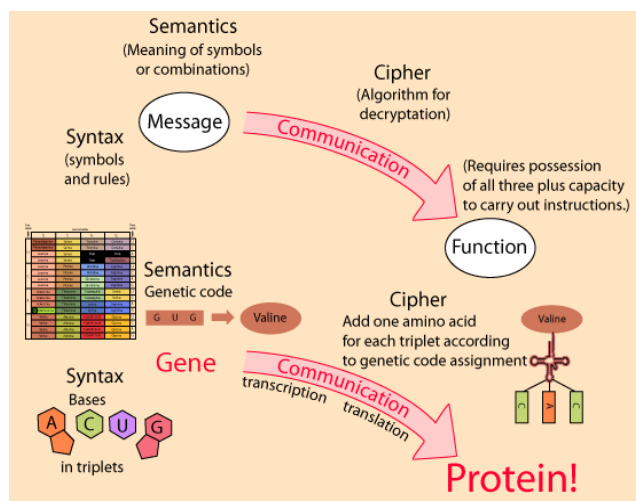 Semantics
(Meaning of symbols
or combinations)
Cipher
(Algorithm for
decryptation)
Message
Communication
Syntax
(symbols
and rules)
(Requires possession
of all three plus capacity
to carry out instructions.)
Function
Semantics
Genetic code
G U G
Valine
Cipher
Add one amino acid
for each triplet according
to genetic code assignment
Valine
C A C
Gene
Communication
transcription
translation
Syntax
Bases
A C U G
in triplets
Protein!